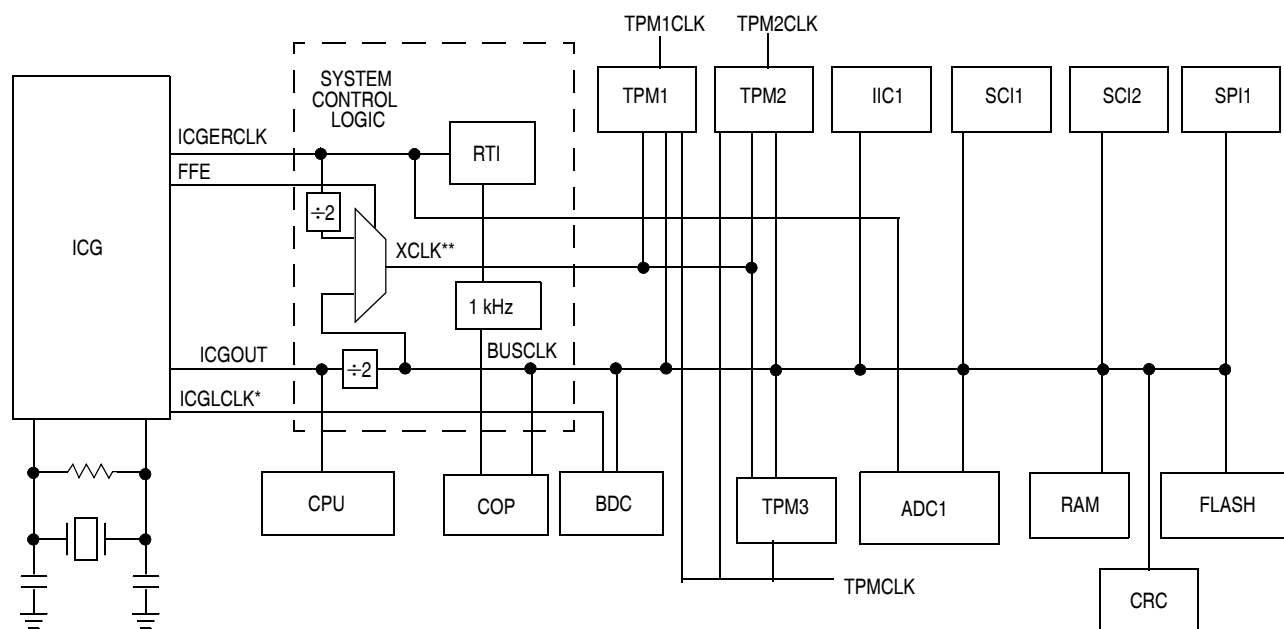 TPM1CLK
TPM2CLK
SYSTEM
CONTROL
LOGIC
TPM1
TPM2
IIC1
SCI1
SCI2
SPI1
ICGERCLK
RTI
FFE
÷2
ICG
XCLK**
1 kHz
ICGOUT
÷2
BUSCLK
ICGLCLK*
CPU
COP
BDC
TPM3
ADC1
RAM
FLASH
TPMCLK
CRC